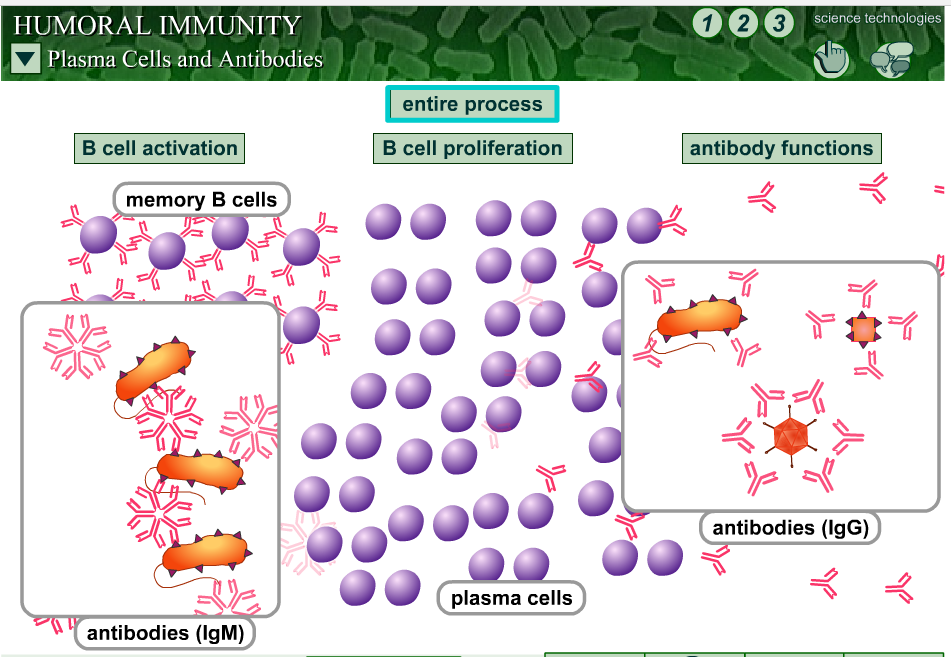 HUMORAL IMMUNITY
Plasma Cells and Antibodies
1 2 3
science technologies
entire process
B cell activation
B cell proliferation
antibody functions
memory B cells
antibodies (IgG)
plasma cells
antibodies (IgM)